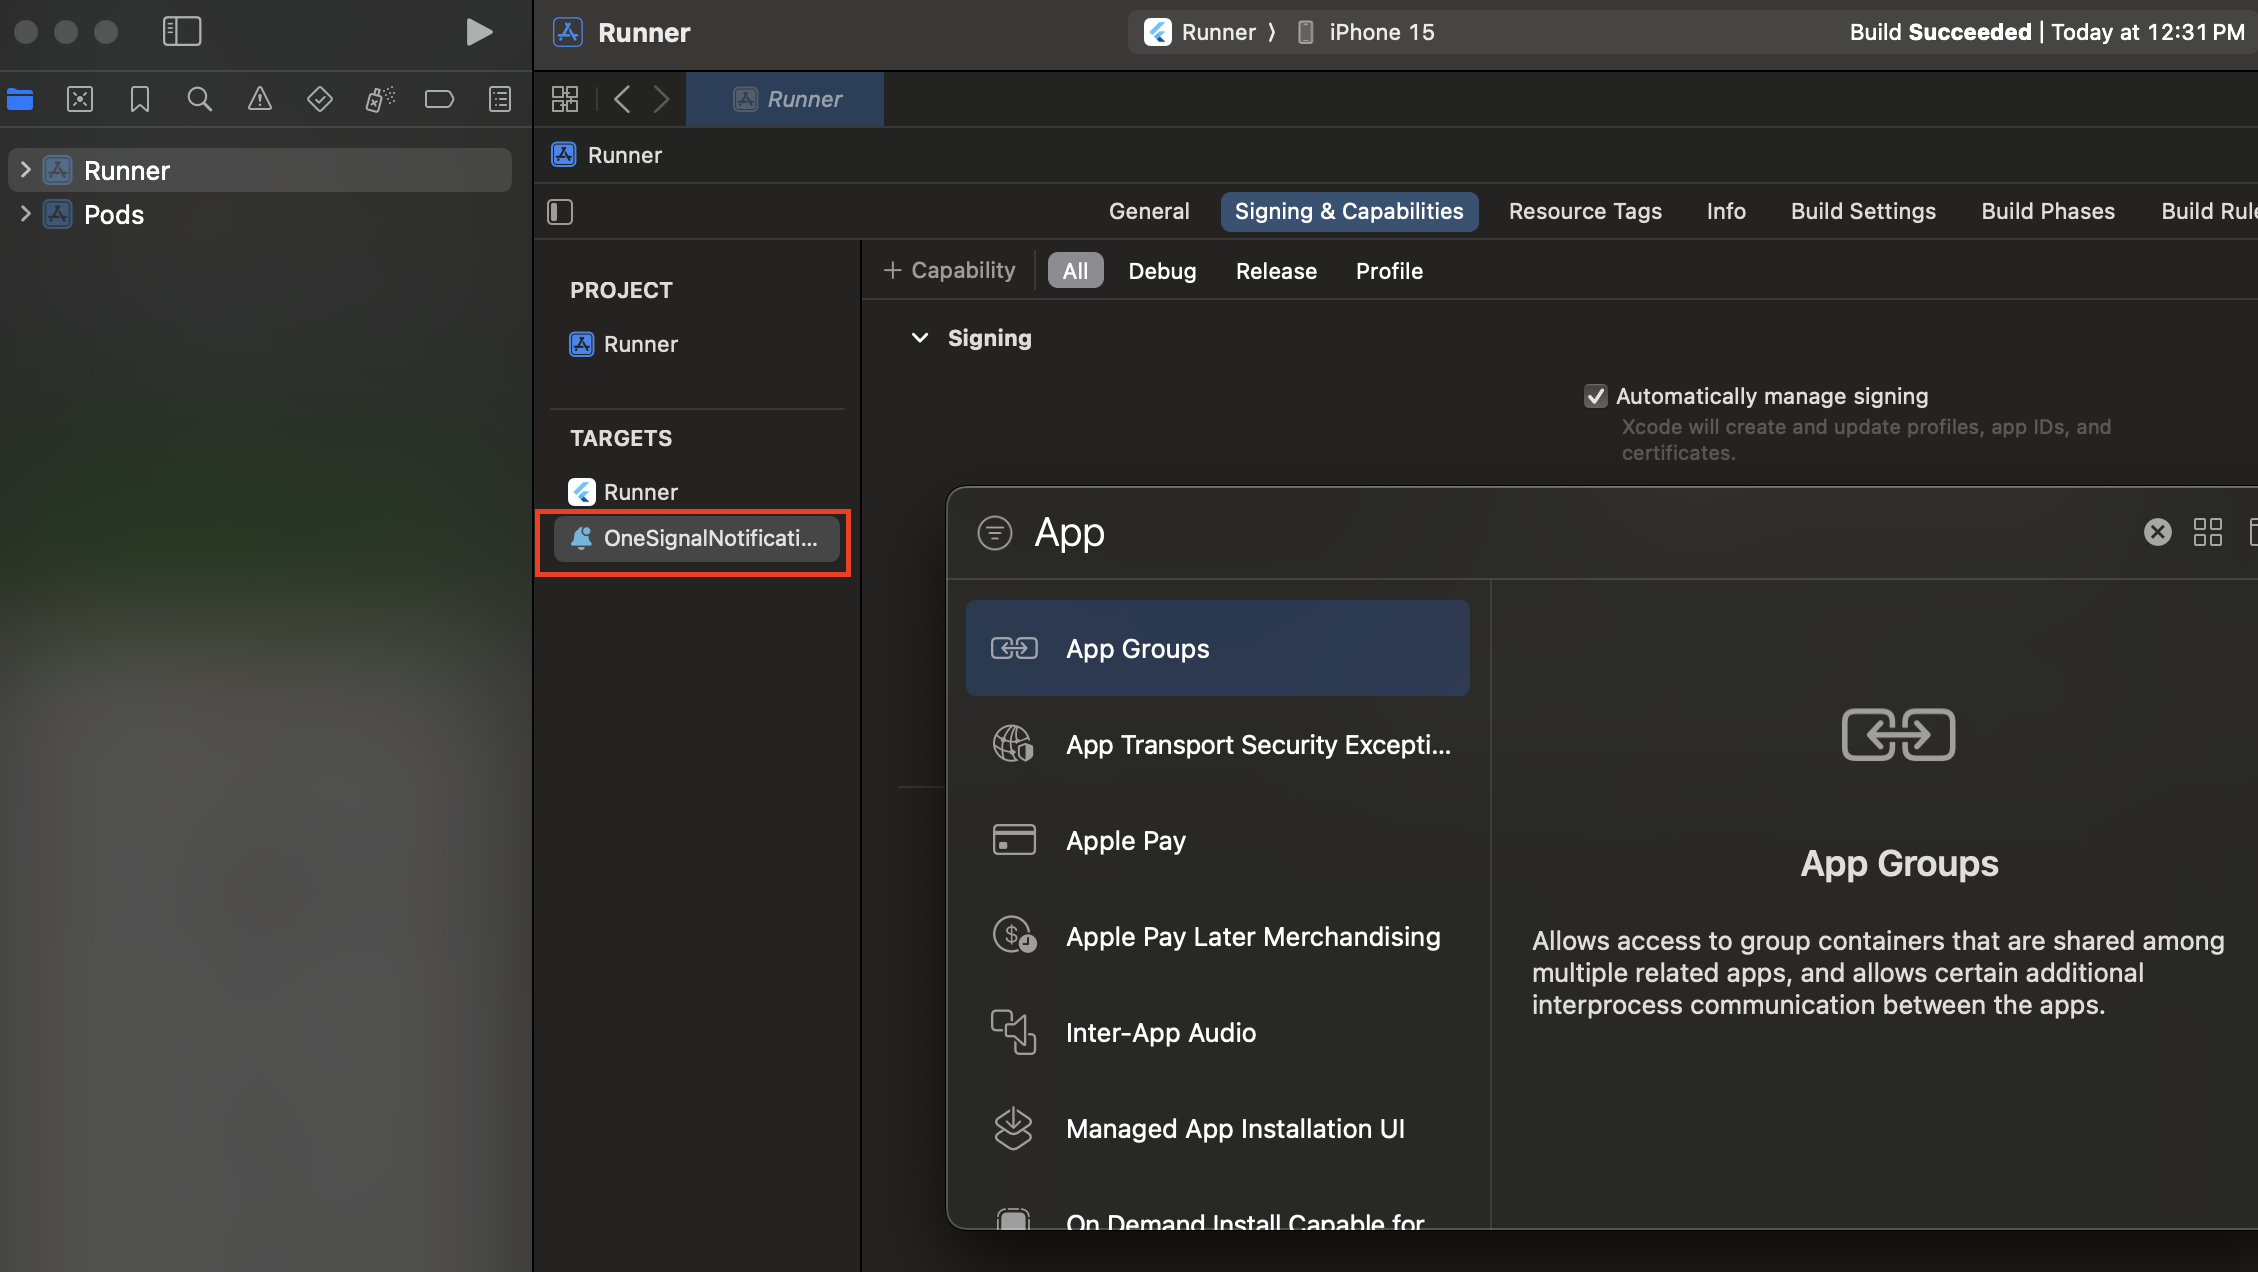 Runner
Runner ⟩ iPhone 15
Build Succeeded | Today at 12:31 PM
Runner
Runner
Pods
Runner
General
Signing & Capabilities
Resource Tags
Info
Build Settings
Build Phases
Build Rule
+ Capability
All
Debug
Release
Profile
PROJECT
Runner
TARGETS
Runner
OneSignalNotificati...
Signing
Automatically manage signing
Xcode will create and update profiles, app IDs, and
certificates.
App
App Groups
App Transport Security Excepti...
Apple Pay
Apple Pay Later Merchandising
Inter-App Audio
Managed App Installation UI
On Demand Install Capable for
App Groups
Allows access to group containers that are shared among
multiple related apps, and allows certain additional
interprocess communication between the apps.